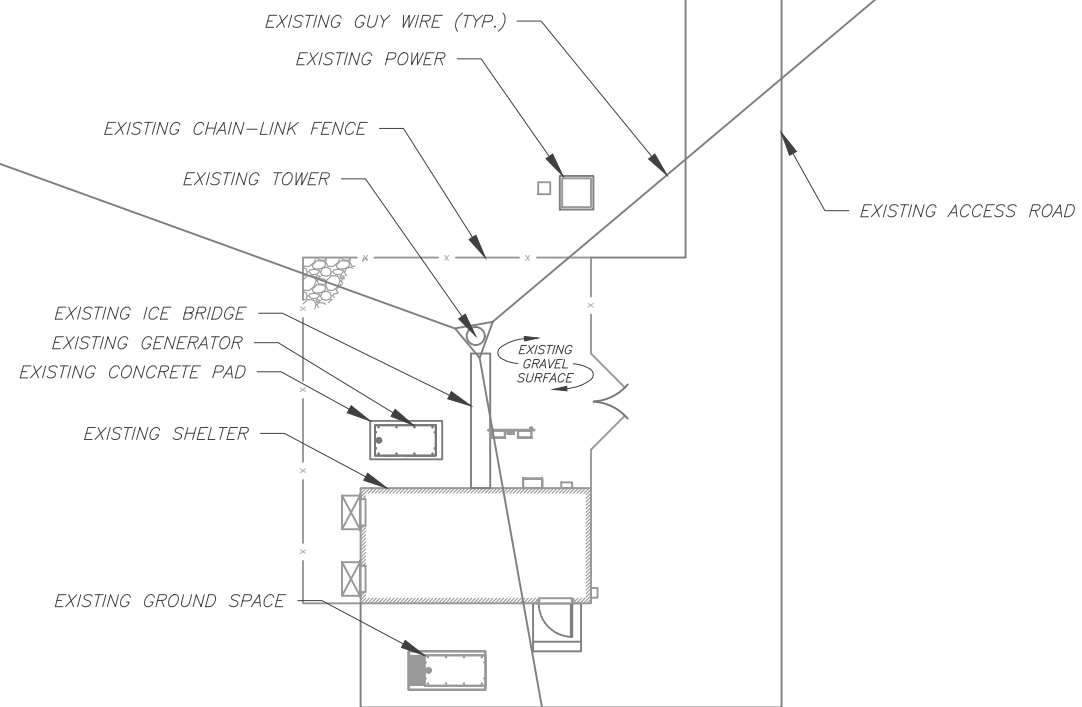 EXISTING GUY WIRE (TYP.)
EXISTING POWER
EXISTING CHAIN-LINK FENCE
EXISTING TOWER
EXISTING ACCESS ROAD
EXISTING ICE BRIDGE
EXISTING GENERATOR
EXISTING CONCRETE PAD
EXISTING
GRAVEL
SURFACE
EXISTING SHELTER
EXISTING GROUND SPACE